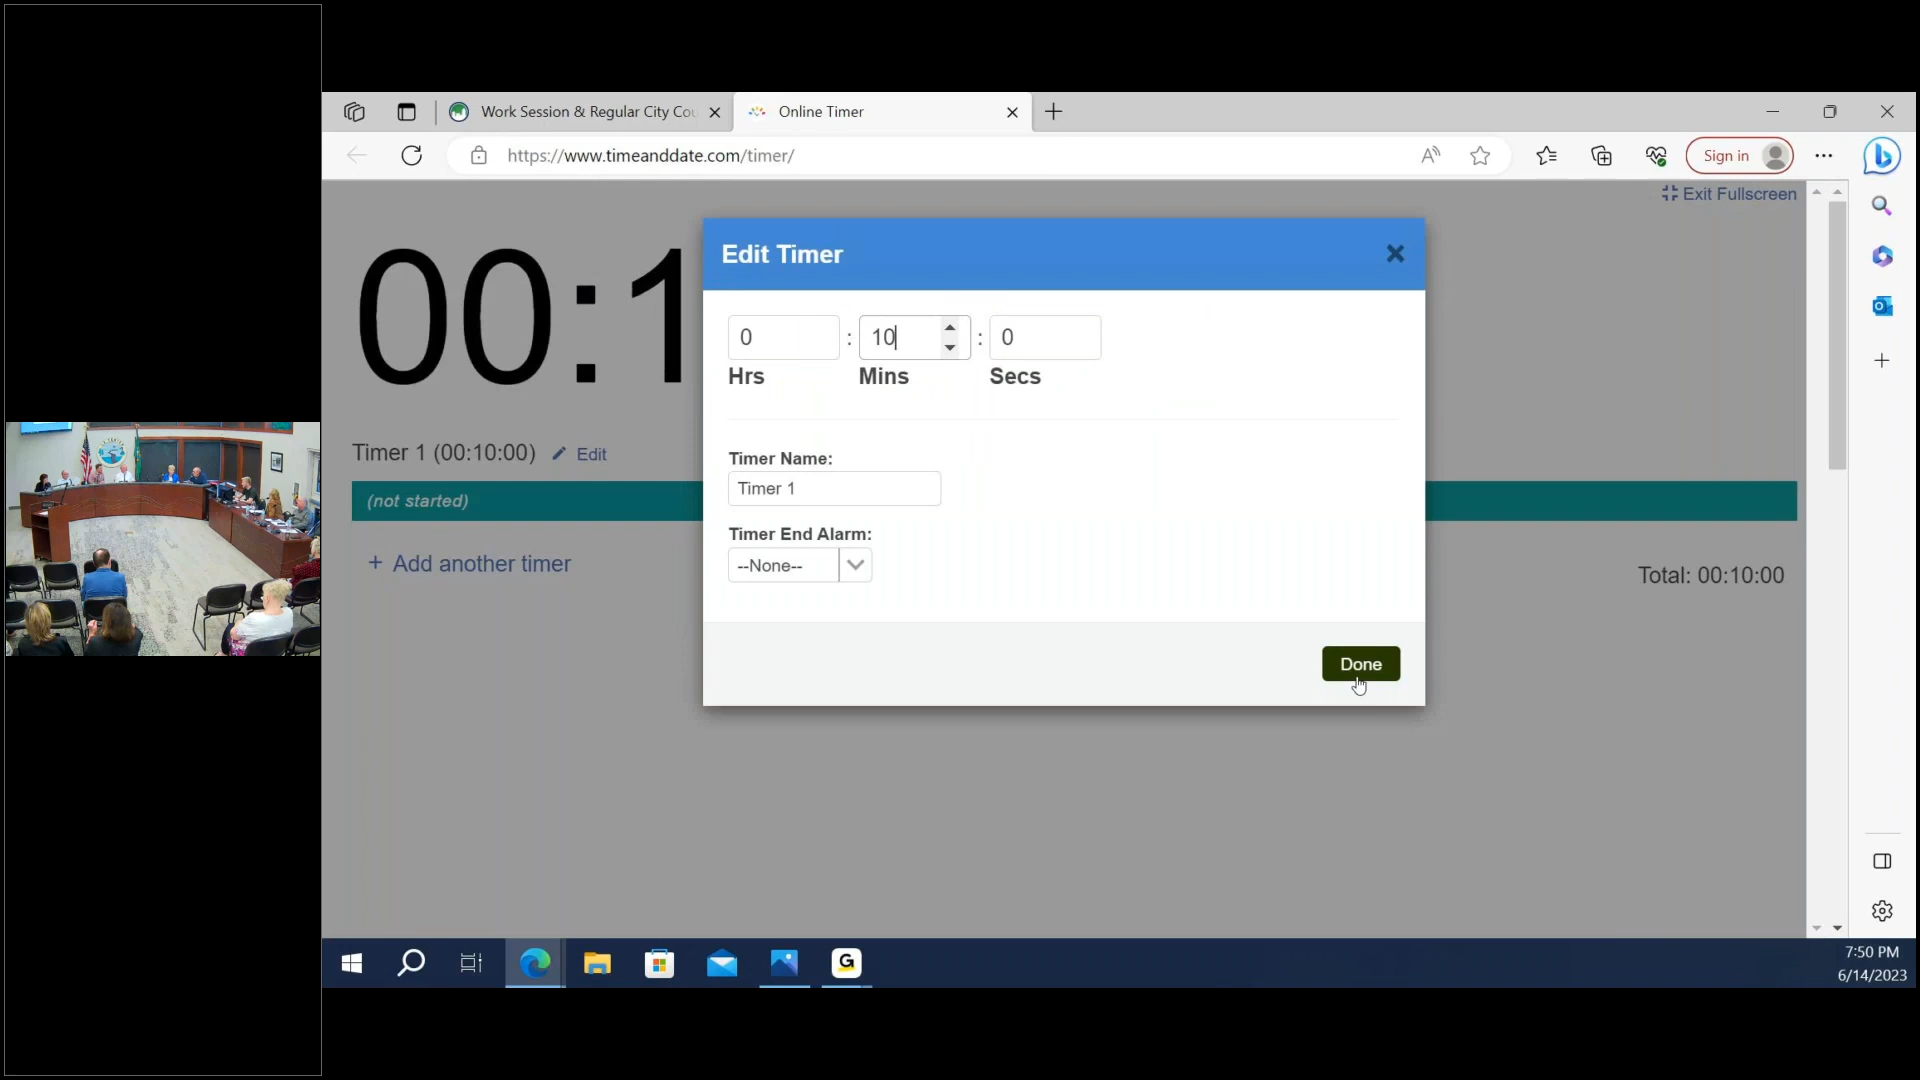 Work Session & Regular City Cou
Online Timer
https://www.timeanddate.com/timer/
Sign in
Exit Fullscreen
00:1
Edit Timer
0 : 10 : 0
Hrs Mins Secs
Timer 1 (00:10:00) Edit
Timer Name:
Timer 1
(not started)
Timer End Alarm:
--None--
+ Add another timer
Total: 00:10:00
Done
7:50 PM
6/14/2023